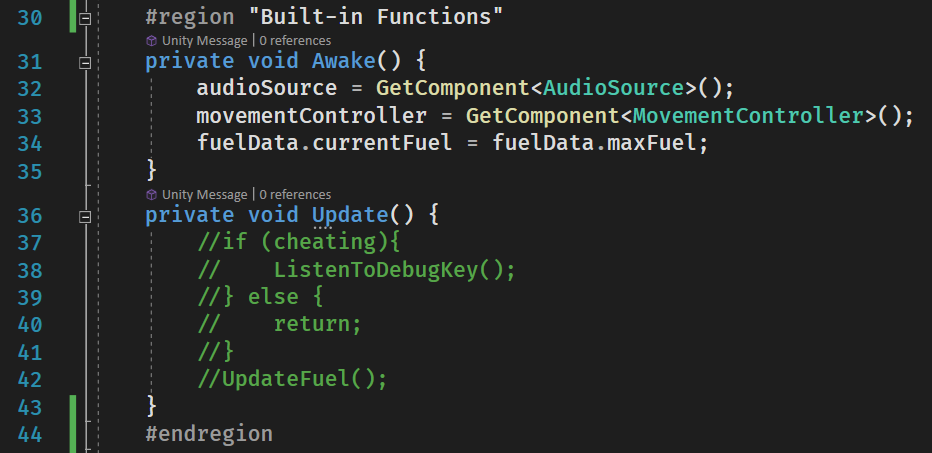 30 #region "Built-in Functions"
Unity Message | 0 references
31 private void Awake() {
32 audioSource = GetComponent<AudioSource>();
33 movementController = GetComponent<MovementController>();
34 fuelData.currentFuel = fuelData.maxFuel;
35 }
Unity Message | 0 references
36 private void Update() {
37 //if (cheating){
38 //    ListenToDebugKey();
39 //} else {
40 //    return;
41 //}
42 //UpdateFuel();
43 }
44 #endregion